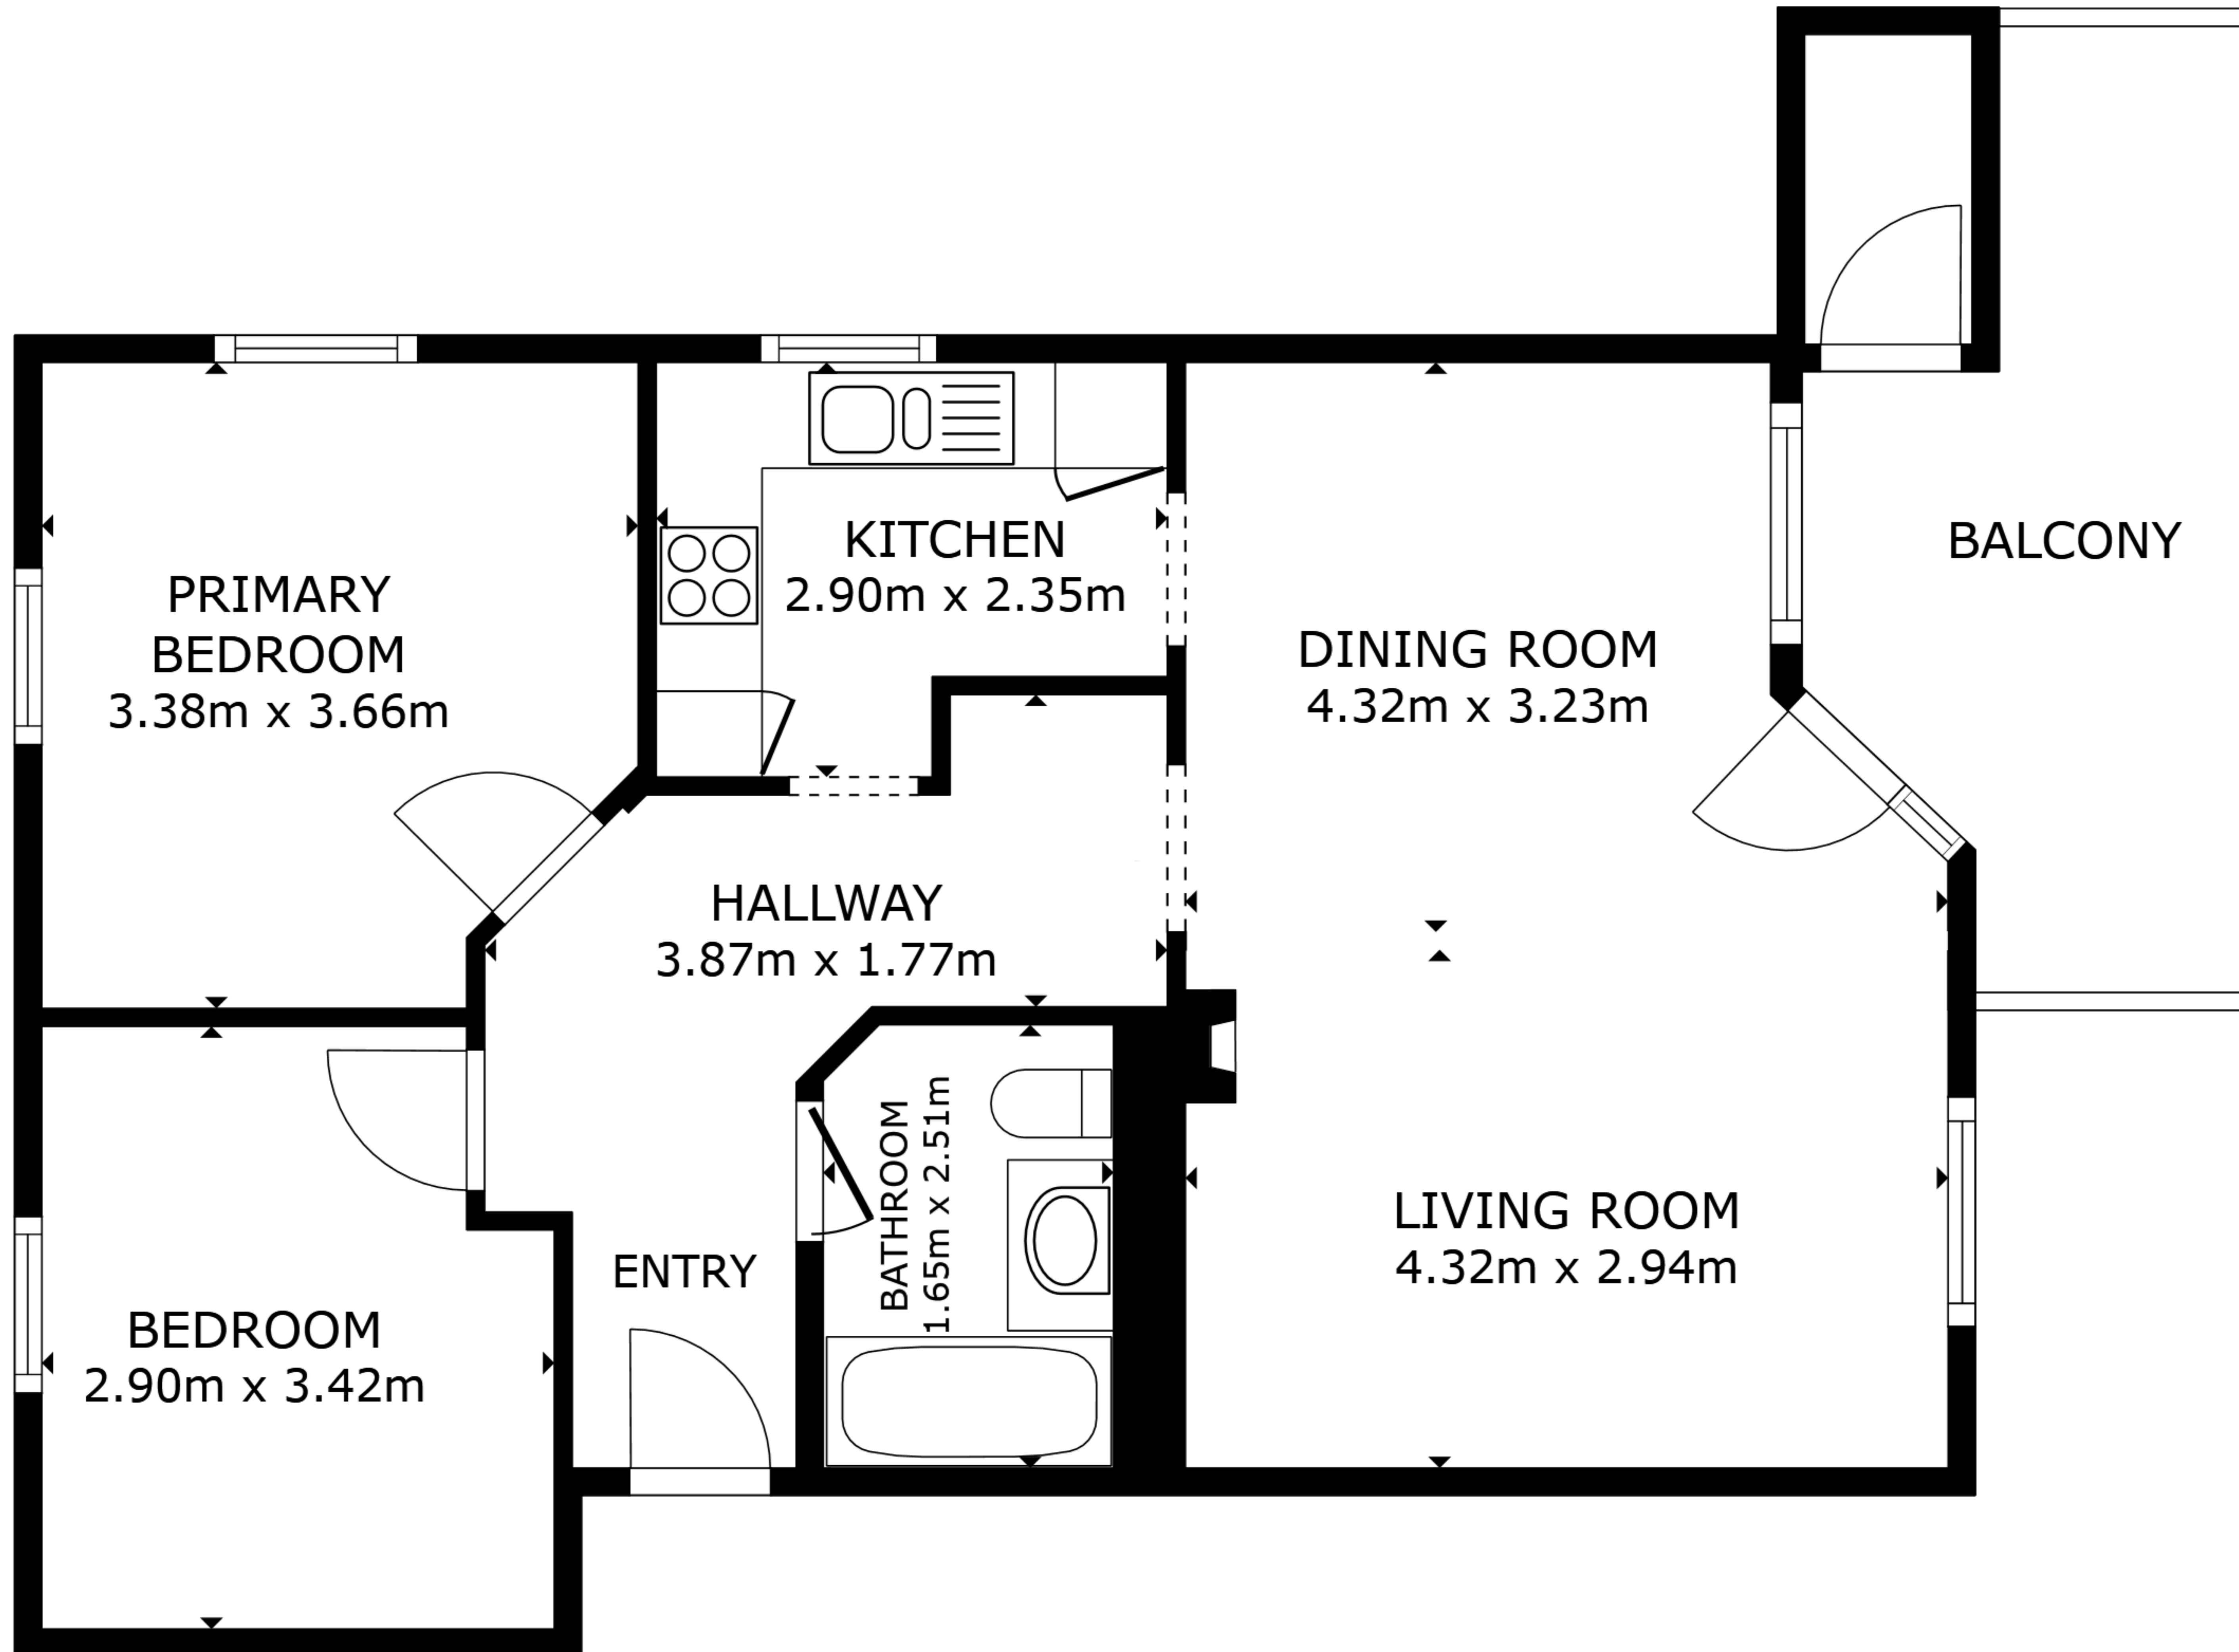 PRIMARY
BEDROOM
3.38m x 3.66m
KITCHEN
2.90m x 2.35m
DINING ROOM
4.32m x 3.23m
BALCONY
HALLWAY
3.87m x 1.77m
BEDROOM
2.90m x 3.42m
ENTRY
BATHROOM
1.65m x 2.51m
LIVING ROOM
4.32m x 2.94m